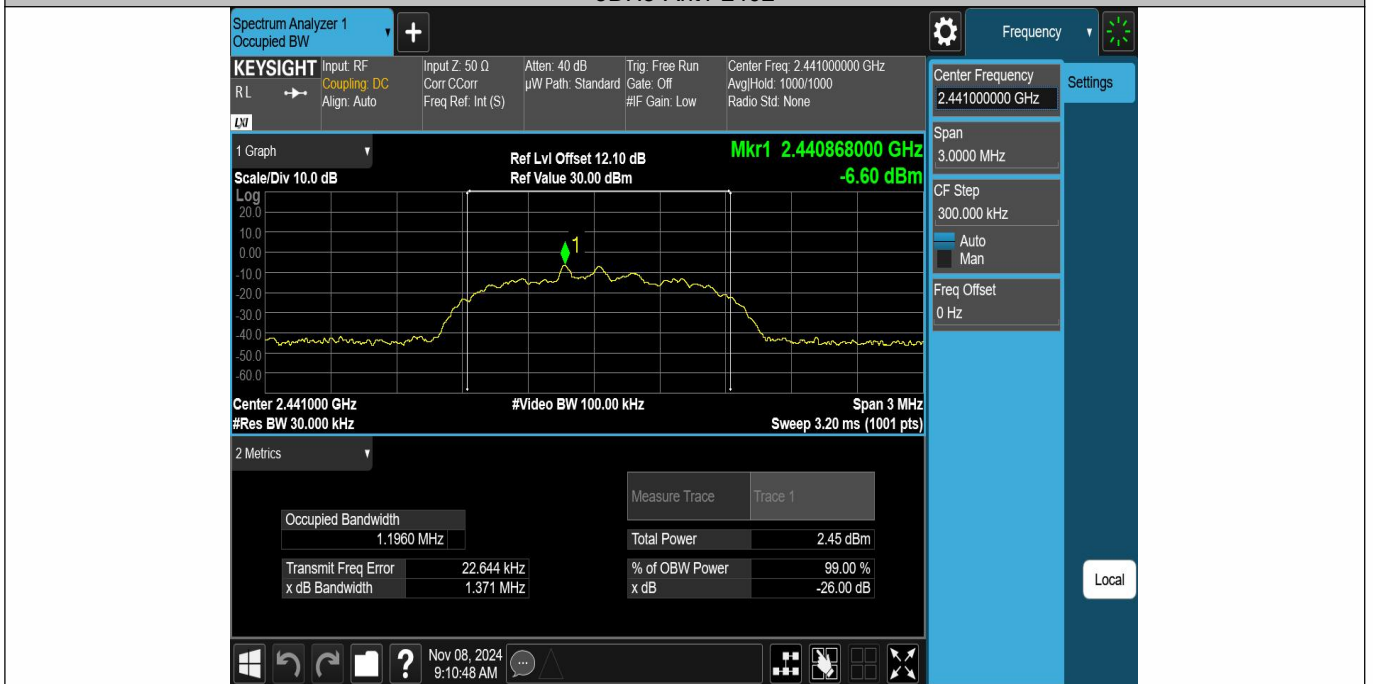 Spectrum Analyzer 1
Occupied BW
Frequency
KEYSIGHT
RL
LXI
Input: RF
Coupling: DC
Align: Auto
Input Z: 50 Ω
Corr CCorr
Freq Ref: Int (S)
Atten: 40 dB
µW Path: Standard
Trig: Free Run
Gate: Off
#IF Gain: Low
Center Freq: 2.441000000 GHz
Avg|Hold: 1000/1000
Radio Std: None
Center Frequency
2.441000000 GHz
Settings
Span
3.0000 MHz
CF Step
300.000 kHz
Auto
Man
Freq Offset
0 Hz
Local
1 Graph
Scale/Div 10.0 dB
Ref Lvl Offset 12.10 dB
Ref Value 30.00 dBm
Mkr1 2.440868000 GHz
-6.60 dBm
Log
20.0
10.0
0.00
-10.0
-20.0
-30.0
-40.0
-50.0
-60.0
1
Center 2.441000 GHz
#Res BW 30.000 kHz
#Video BW 100.00 kHz
Span 3 MHz
Sweep 3.20 ms (1001 pts)
2 Metrics
Measure Trace Trace 1
Occupied Bandwidth
1.1960 MHz
Total Power 2.45 dBm
Transmit Freq Error 22.644 kHz
% of OBW Power 99.00 %
x dB Bandwidth 1.371 MHz
x dB -26.00 dB
?
Nov 08, 2024
9:10:48 AM